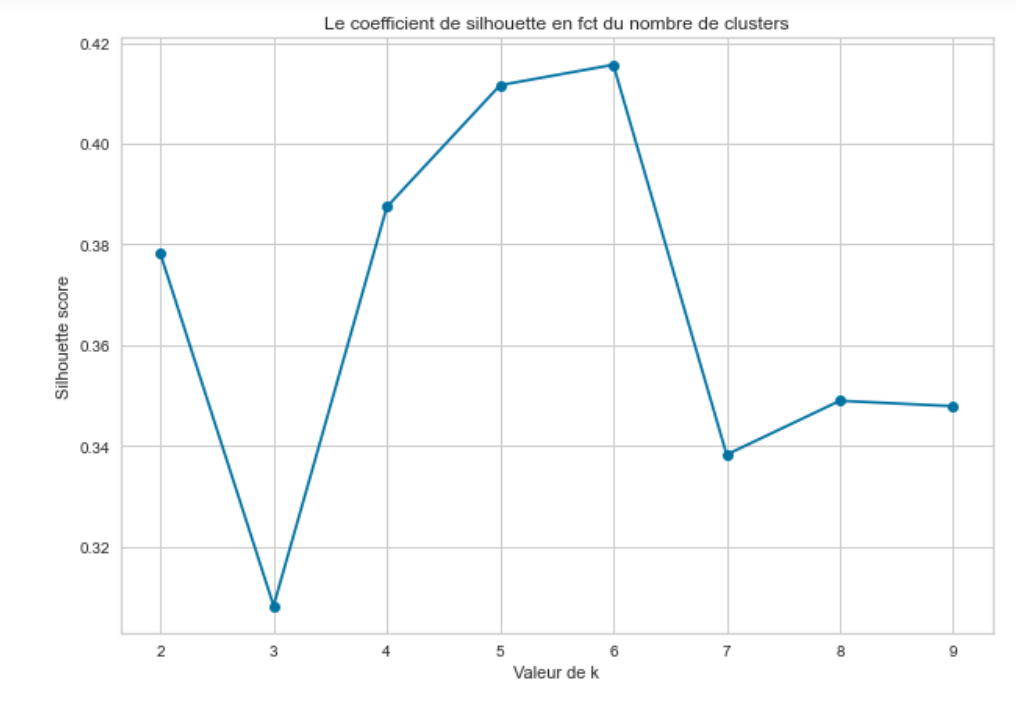 Le coefficient de silhouette en fct du nombre de clusters
0.42
0.40
0.38
0.36
0.34
0.32
Silhouette score
2 3 4 5 6 7 8 9
Valeur de k